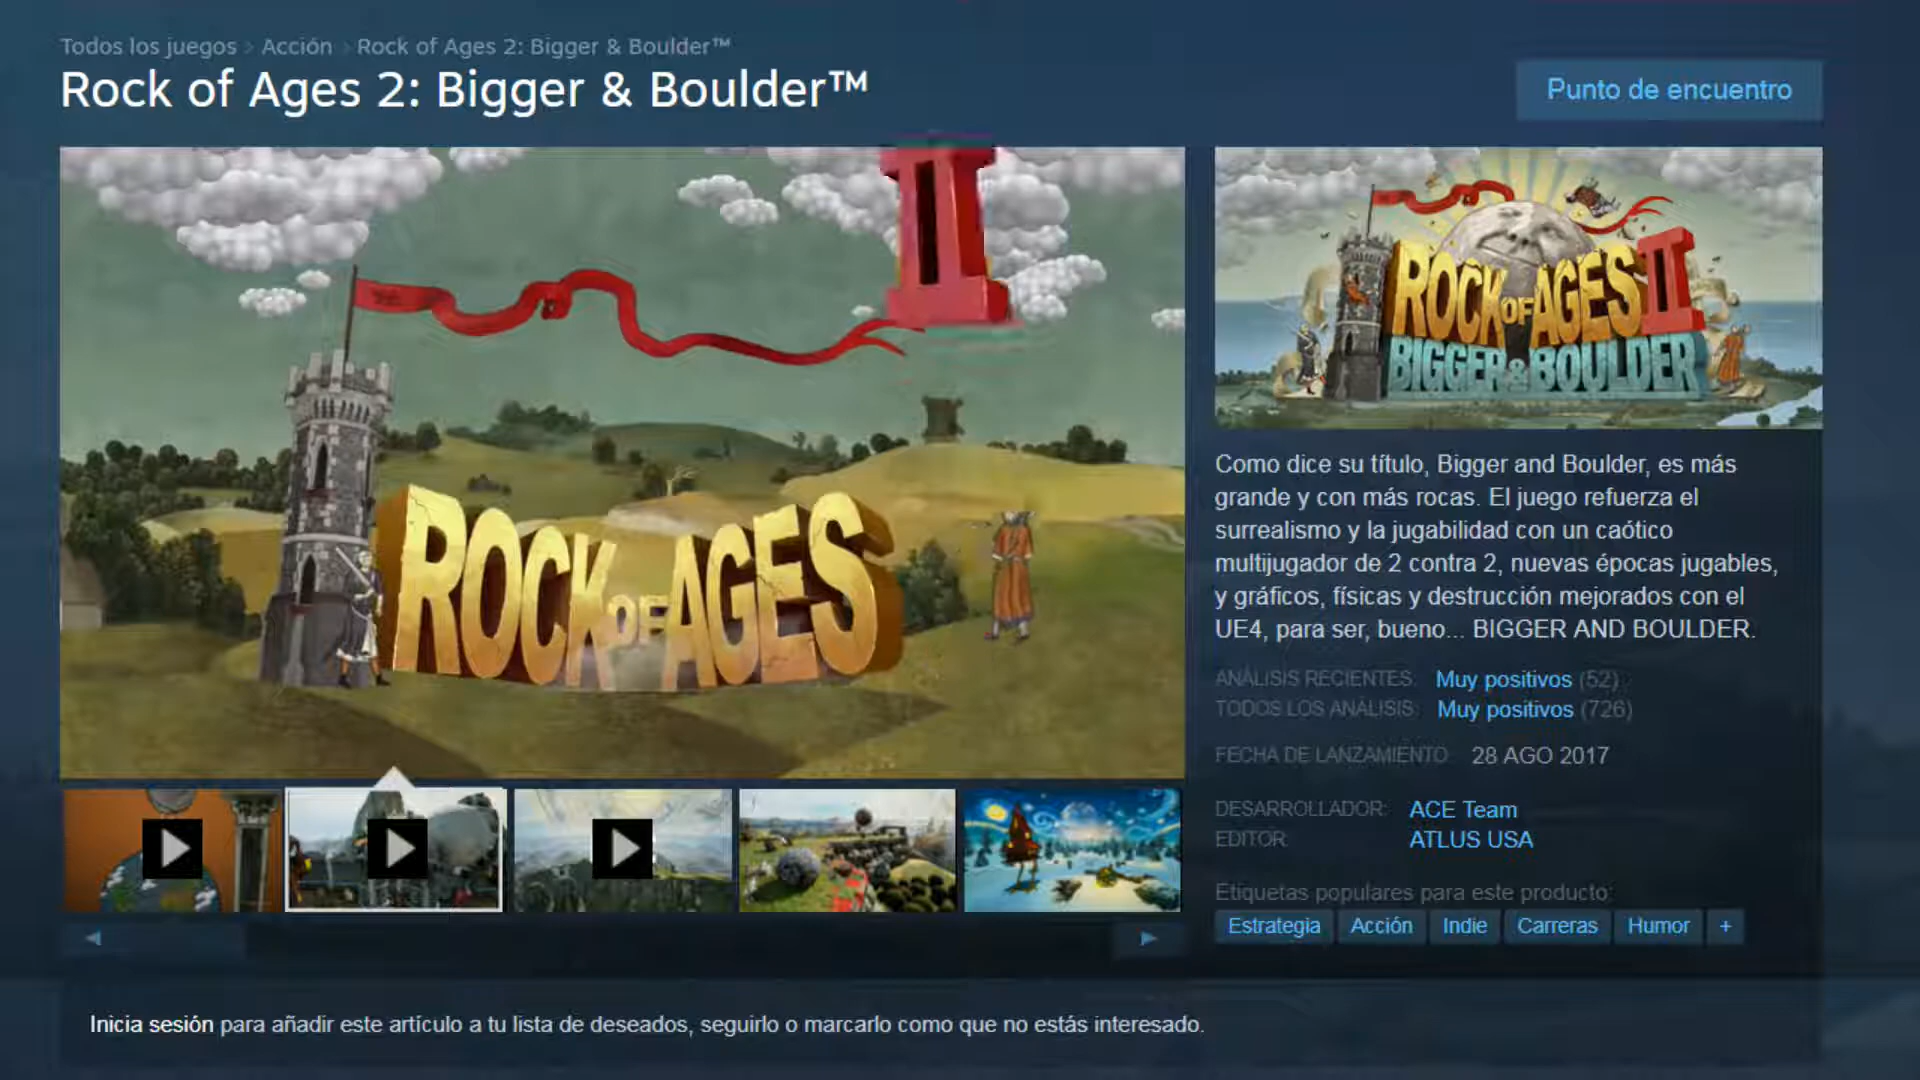 Todos los juegos > Acción > Rock of Ages 2: Bigger & Boulder™
Rock of Ages 2: Bigger & Boulder™
Punto de encuentro
II
ROCK OF AGES
ROCK OF AGES II
BIGGER & BOULDER
Como dice su título, Bigger and Boulder, es más
grande y con más rocas. El juego refuerza el
surrealismo y la jugabilidad con un caótico
multijugador de 2 contra 2, nuevas épocas jugables,
y gráficos, físicas y destrucción mejorados con el
UE4, para ser, bueno... BIGGER AND BOULDER.
ANÁLISIS RECIENTES: Muy positivos (52)
TODOS LOS ANÁLISIS: Muy positivos (726)
FECHA DE LANZAMIENTO: 28 AGO 2017
DESARROLLADOR: ACE Team
EDITOR: ATLUS USA
Etiquetas populares para este producto:
Estrategia Acción Indie Carreras Humor +
Inicia sesión para añadir este artículo a tu lista de deseados, seguirlo o marcarlo como que no estás interesado.